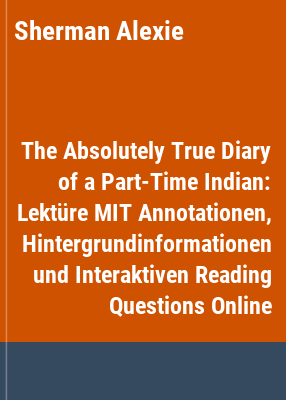 Sherman Alexie
The Absolutely True Diary
of a Part-Time Indian:
Lektüre MIT Annotationen,
Hintergrundinformationen
und Interaktiven Reading
Questions Online